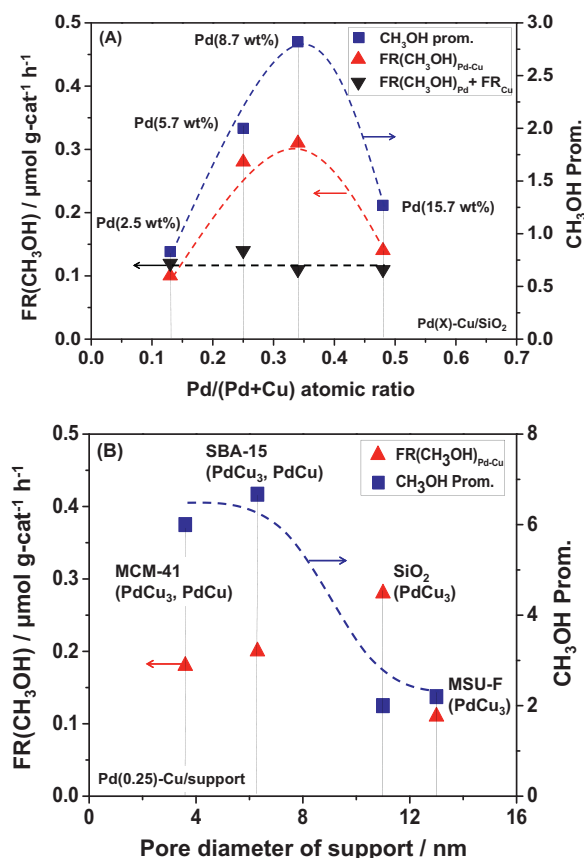 (A)
Pd(8.7 wt%)
CH₃OH prom.
FR(CH₃OH)Pd-Cu
FR(CH₃OH)Pd + FRCu
Pd(5.7 wt%)
Pd(2.5 wt%)
Pd(15.7 wt%)
Pd(X)-Cu/SiO₂
0.5
0.4
0.3
0.2
0.1
0.0
FR(CH₃OH) / µmol g-cat⁻¹ h⁻¹
3.0
2.5
2.0
1.5
1.0
0.5
0.0
CH₃OH Prom.
0.0 0.1 0.2 0.3 0.4 0.5 0.6 0.7
Pd/(Pd+Cu) atomic ratio
(B)
SBA-15
(PdCu₃, PdCu)
FR(CH₃OH)Pd-Cu
CH₃OH Prom.
MCM-41
(PdCu₃, PdCu)
SiO₂
(PdCu₃)
MSU-F
(PdCu₃)
Pd(0.25)-Cu/support
0.5
0.4
0.3
0.2
0.1
0.0
FR(CH₃OH) / µmol g-cat⁻¹ h⁻¹
8
6
4
2
0
CH₃OH Prom.
0 4 8 12 16
Pore diameter of support / nm